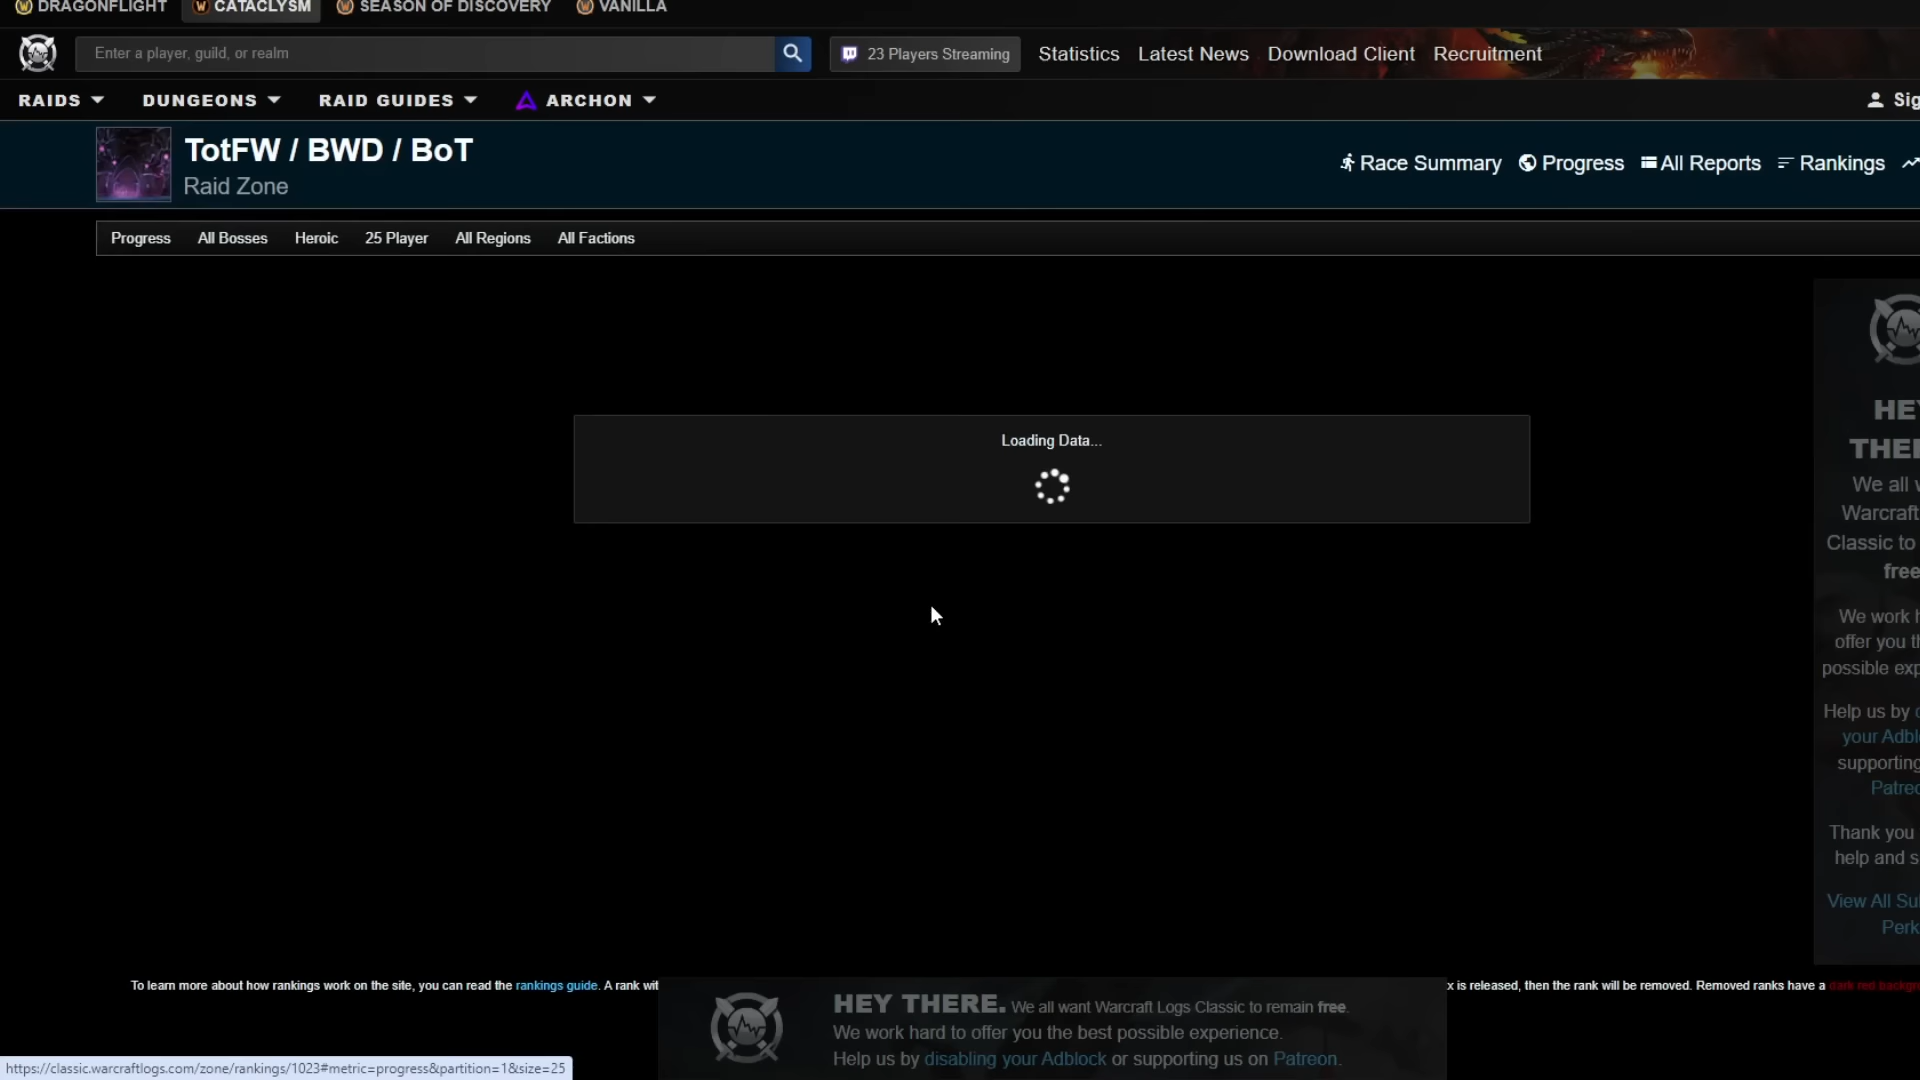 DRAGONFLIGHT CATACLYSM SEASON OF DISCOVERY VANILLA
Enter a player, guild, or realm 23 Players Streaming Statistics Latest News Download Client Recruitment
RAIDS DUNGEONS RAID GUIDES ARCHON Sig
TotFW / BWD / BoT
Raid Zone
Race Summary Progress All Reports Rankings
Progress All Bosses Heroic 25 Player All Regions All Factions
Loading Data...
HEY
THER
We all w
Warcraft
Classic to
free
We work h
offer you th
possible exp
Help us by d
your Adblo
supporting
Patreo
Thank you
help and s
View All Su
Perk
To learn more about how rankings work on the site, you can read the rankings guide. A rank wit
x is released, then the rank will be removed. Removed ranks have a dark red backgr
HEY THERE. We all want Warcraft Logs Classic to remain free.
We work hard to offer you the best possible experience.
Help us by disabling your Adblock or supporting us on Patreon.
https://classic.warcraftlogs.com/zone/rankings/1023#metric=progress&partition=1&size=25